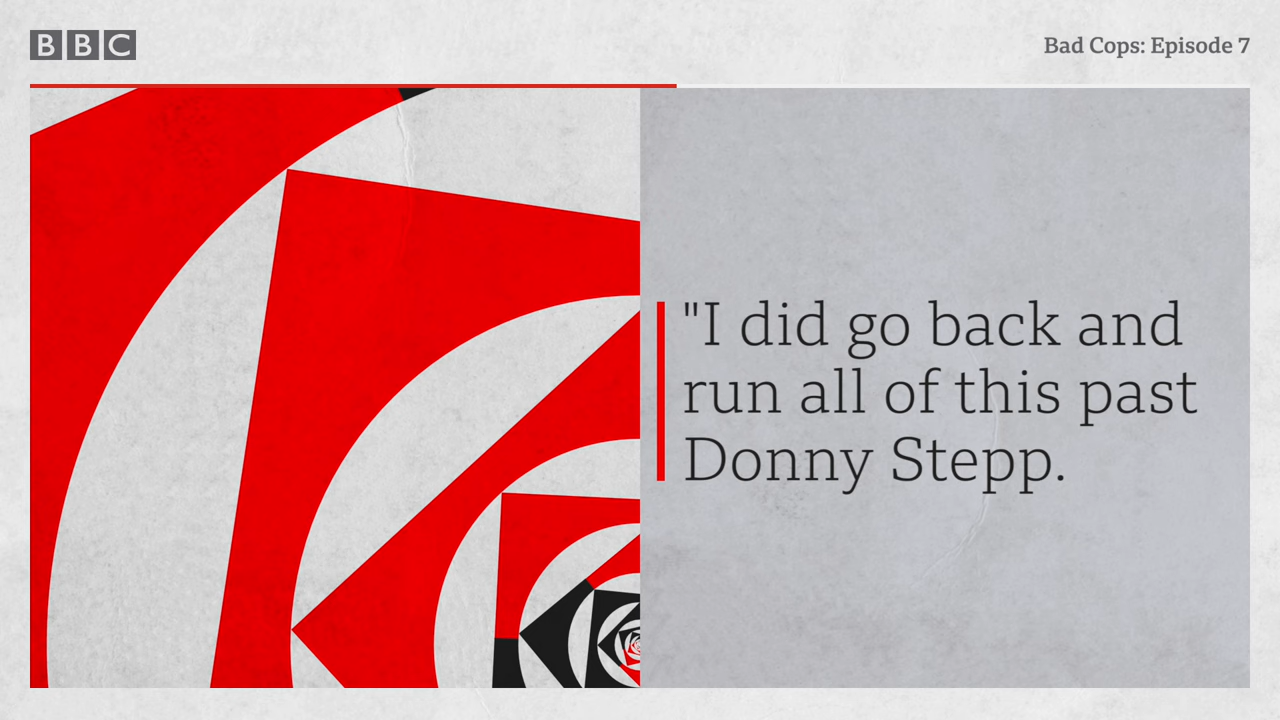 BBC
Bad Cops: Episode 7
"I did go back and
run all of this past
Donny Stepp.